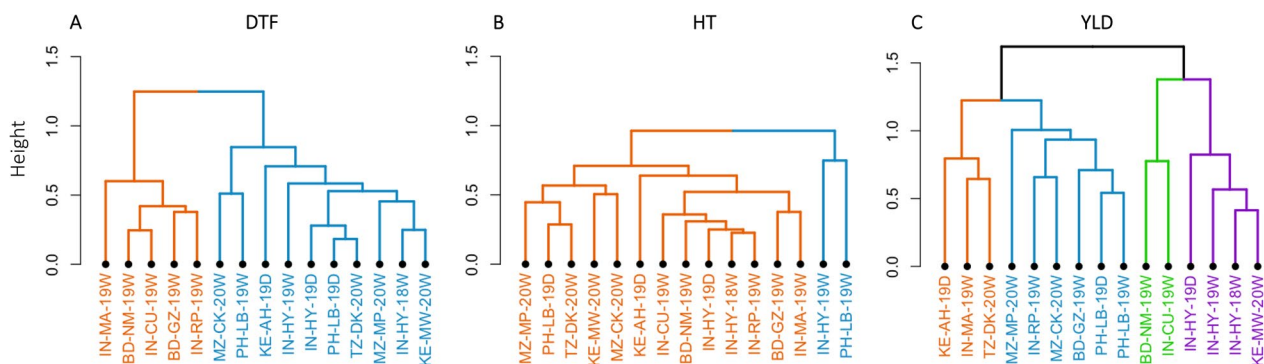 A
DTF
Height
0.0
0.5
1.0
1.5
IN-MA-19W
BD-NM-19W
IN-CU-19W
BD-GZ-19W
IN-RP-19W
MZ-CK-20W
PH-LB-19W
KE-AH-19D
IN-HY-19W
IN-HY-19D
PH-LB-19D
TZ-DK-20W
MZ-MP-20W
IN-HY-18W
KE-MW-20W
B
HT
0.0
0.5
1.0
1.5
MZ-MP-20W
PH-LB-19D
TZ-DK-20W
KE-MW-20W
MZ-CK-20W
KE-AH-19D
IN-CU-19W
BD-NM-19W
IN-HY-19D
IN-HY-18W
IN-RP-19W
BD-GZ-19W
IN-MA-19W
IN-HY-19W
PH-LB-19W
C
YLD
0.0
0.5
1.0
1.5
KE-AH-19D
IN-MA-19W
TZ-DK-20W
MZ-MP-20W
IN-RP-19W
MZ-CK-20W
BD-GZ-19W
PH-LB-19D
PH-LB-19W
BD-NM-19W
IN-CU-19W
IN-HY-19D
IN-HY-19W
IN-HY-18W
KE-MW-20W